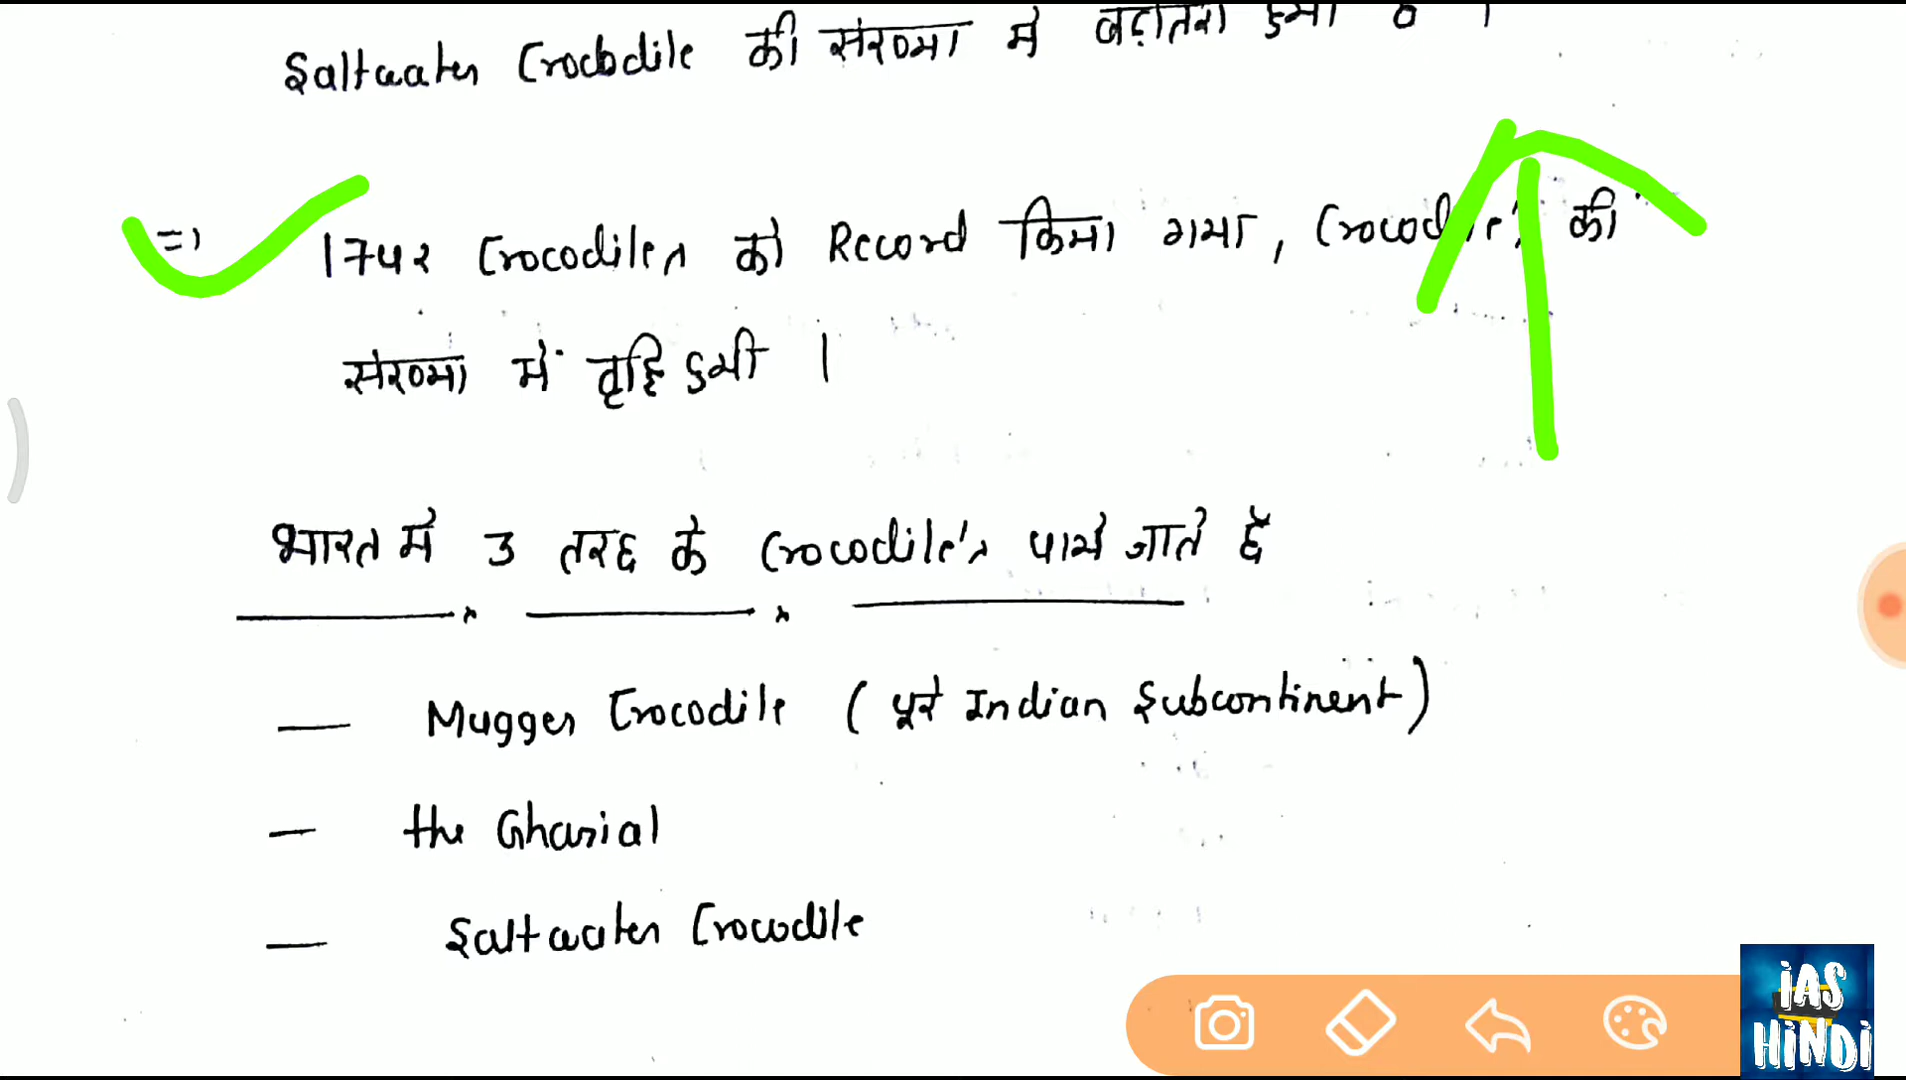 Saltwater Crocodile की संख्या में बढ़ोतरी हुआ है ।
=> 1742 Crocodiles को Record किया गया, Crocodile's की
संख्या में वृद्धि हुयी ।
भारत में 3 तरह के Crocodile's पाये जाते हैं
— Mugger Crocodile ( पूरे Indian Subcontinent )
— the Gharial
— Saltwater Crocodile
iAS
HiNDi